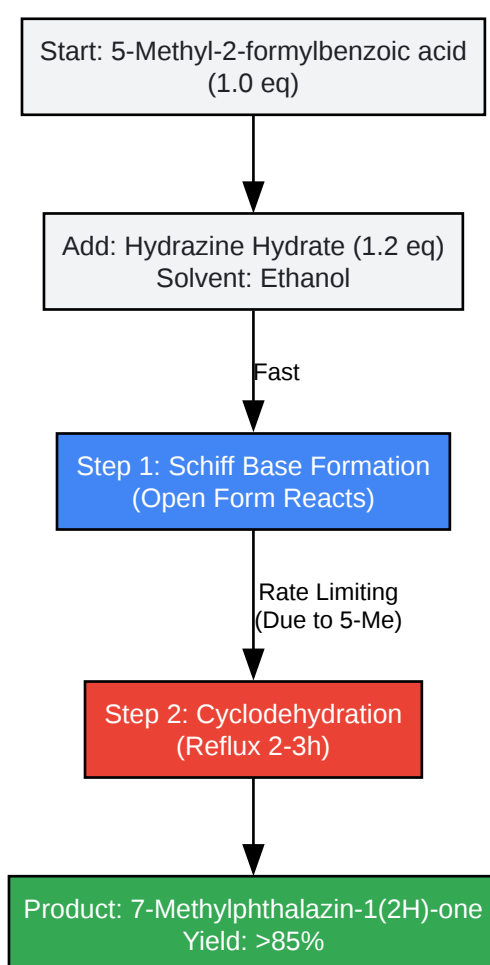 Start: 5-Methyl-2-formylbenzoic acid
(1.0 eq)
Add: Hydrazine Hydrate (1.2 eq)
Solvent: Ethanol
Fast
Step 1: Schiff Base Formation
(Open Form Reacts)
Rate Limiting
(Due to 5-Me)
Step 2: Cyclodehydration
(Reflux 2-3h)
Product: 7-Methylphthalazin-1(2H)-one
Yield: >85%